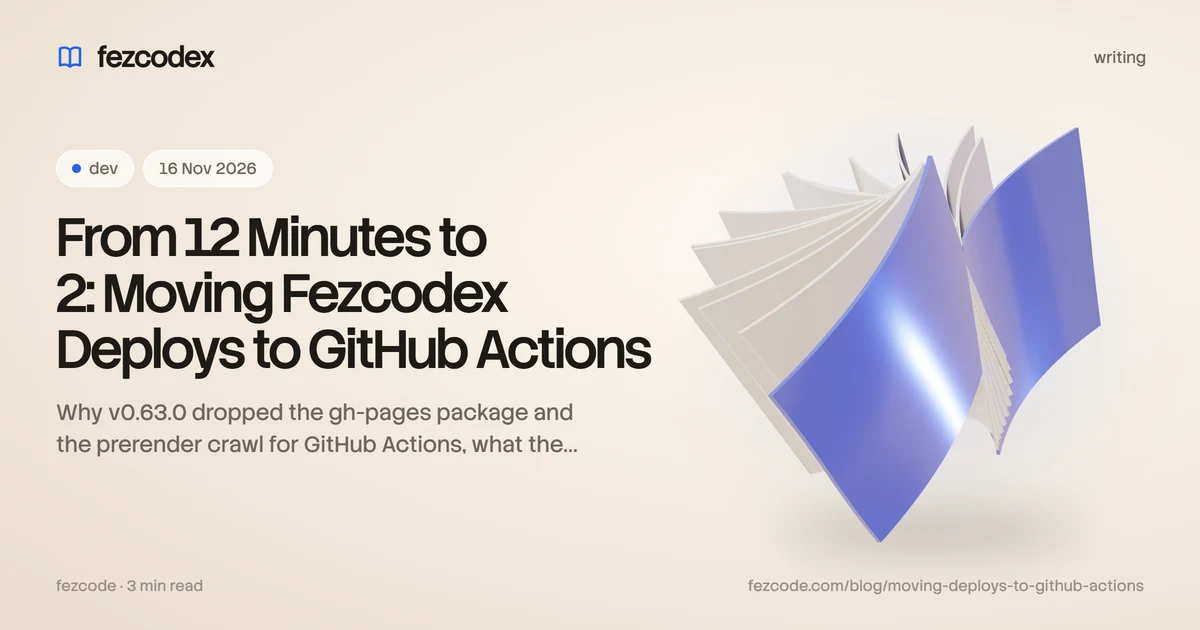 fezcodex
writing
dev
16 Nov 2026
From 12 Minutes to
2: Moving Fezcodex
Deploys to GitHub Actions
Why v0.63.0 dropped the gh-pages package and
the prerender crawl for GitHub Actions, what the...
fezcode · 3 min read
fezcode.com/blog/moving-deploys-to-github-actions